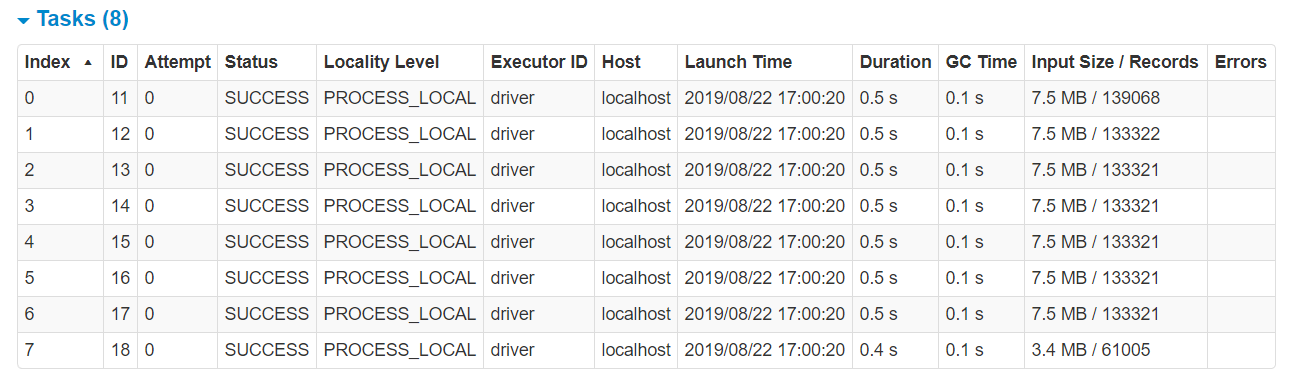 Tasks (8)
Index ID Attempt Status Locality Level Executor ID Host Launch Time Duration GC Time Input Size / Records Errors
0 11 0 SUCCESS PROCESS_LOCAL driver localhost 2019/08/22 17:00:20 0.5 s 0.1 s 7.5 MB / 139068
1 12 0 SUCCESS PROCESS_LOCAL driver localhost 2019/08/22 17:00:20 0.5 s 0.1 s 7.5 MB / 133322
2 13 0 SUCCESS PROCESS_LOCAL driver localhost 2019/08/22 17:00:20 0.5 s 0.1 s 7.5 MB / 133321
3 14 0 SUCCESS PROCESS_LOCAL driver localhost 2019/08/22 17:00:20 0.5 s 0.1 s 7.5 MB / 133321
4 15 0 SUCCESS PROCESS_LOCAL driver localhost 2019/08/22 17:00:20 0.5 s 0.1 s 7.5 MB / 133321
5 16 0 SUCCESS PROCESS_LOCAL driver localhost 2019/08/22 17:00:20 0.5 s 0.1 s 7.5 MB / 133321
6 17 0 SUCCESS PROCESS_LOCAL driver localhost 2019/08/22 17:00:20 0.5 s 0.1 s 7.5 MB / 133321
7 18 0 SUCCESS PROCESS_LOCAL driver localhost 2019/08/22 17:00:20 0.4 s 0.1 s 3.4 MB / 61005